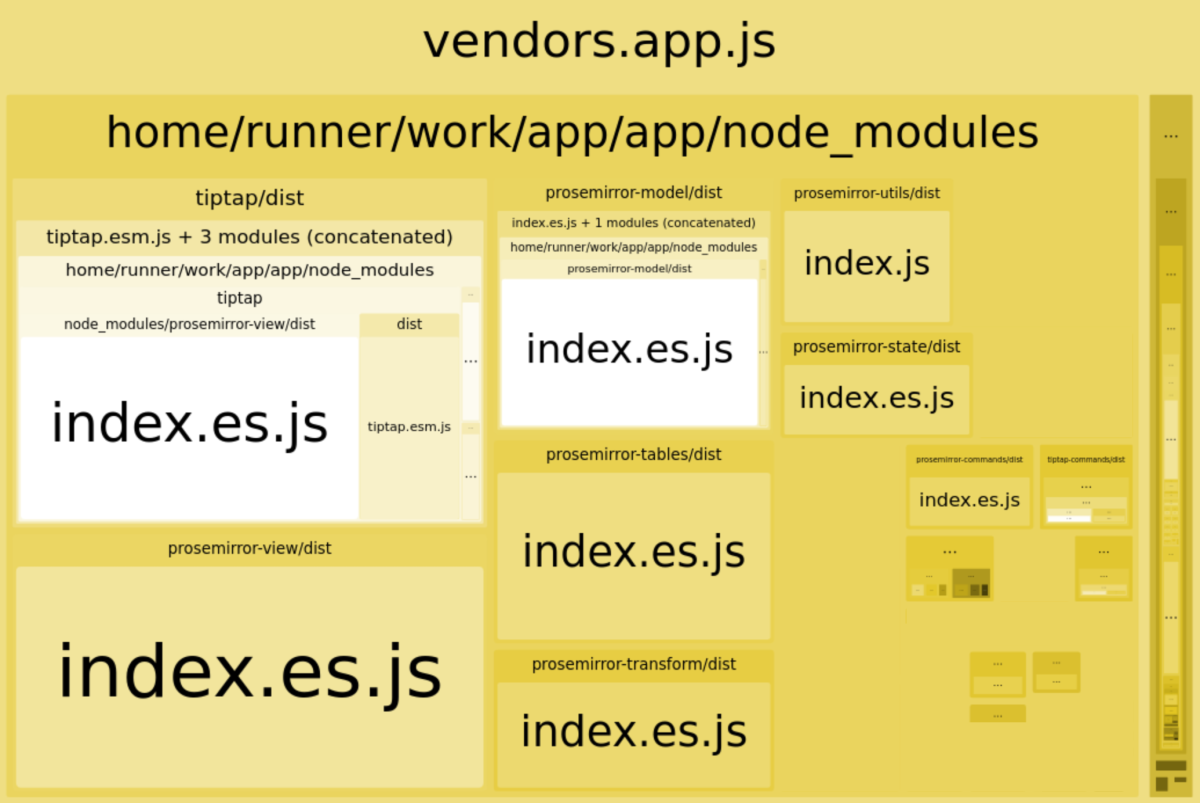 vendors.app.js
home/runner/work/app/app/node_modules
...
tiptap/dist
tiptap.esm.js + 3 modules (concatenated)
home/runner/work/app/app/node_modules
tiptap
node_modules/prosemirror-view/dist
index.es.js
dist
tiptap.esm.js
...
...
prosemirror-view/dist
index.es.js
prosemirror-model/dist
index.es.js + 1 modules (concatenated)
home/runner/work/app/app/node_modules
prosemirror-model/dist
index.es.js
...
prosemirror-tables/dist
index.es.js
prosemirror-transform/dist
index.es.js
prosemirror-utils/dist
index.js
prosemirror-state/dist
index.es.js
prosemirror-commands/dist
index.es.js
tiptap-commands/dist
...
...
...
...
...
...
...
...
...